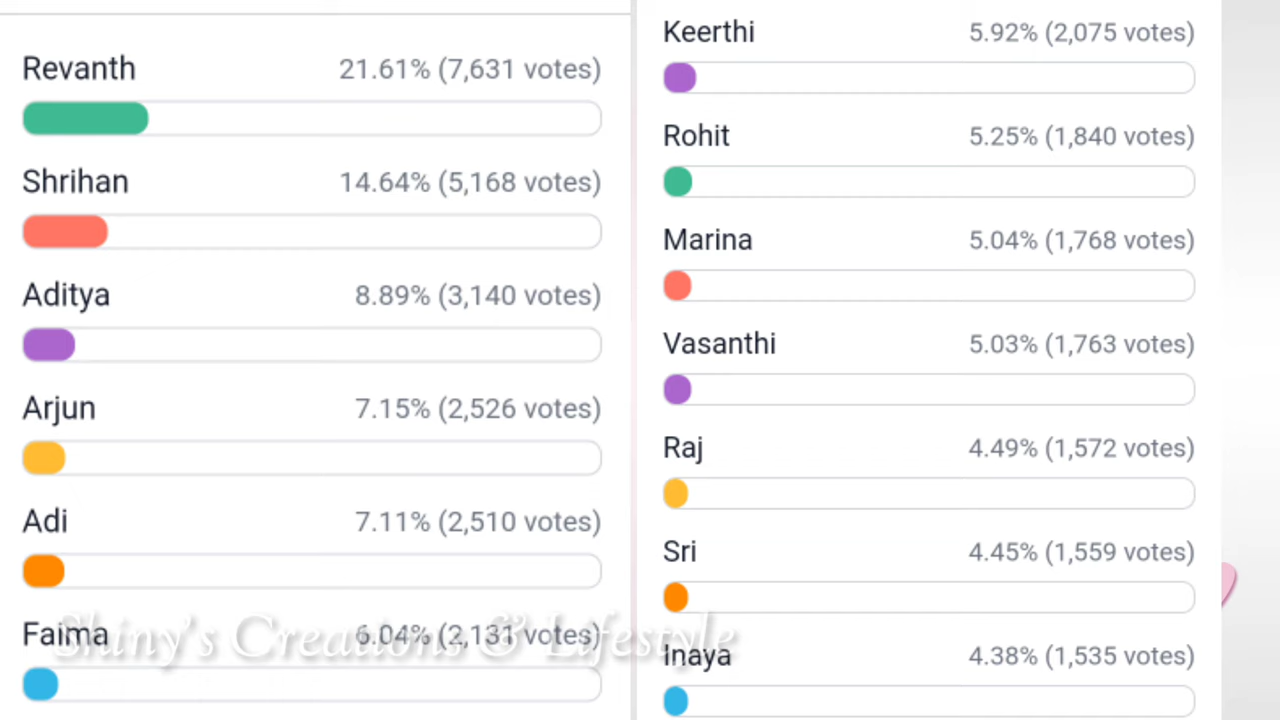 Revanth 21.61% (7,631 votes)
Shrihan 14.64% (5,168 votes)
Aditya 8.89% (3,140 votes)
Arjun 7.15% (2,526 votes)
Adi 7.11% (2,510 votes)
Faima 6.04% (2,131 votes)
Shiny's Creations & Lifestyle
Keerthi 5.92% (2,075 votes)
Rohit 5.25% (1,840 votes)
Marina 5.04% (1,768 votes)
Vasanthi 5.03% (1,763 votes)
Raj 4.49% (1,572 votes)
Sri 4.45% (1,559 votes)
Inaya 4.38% (1,535 votes)